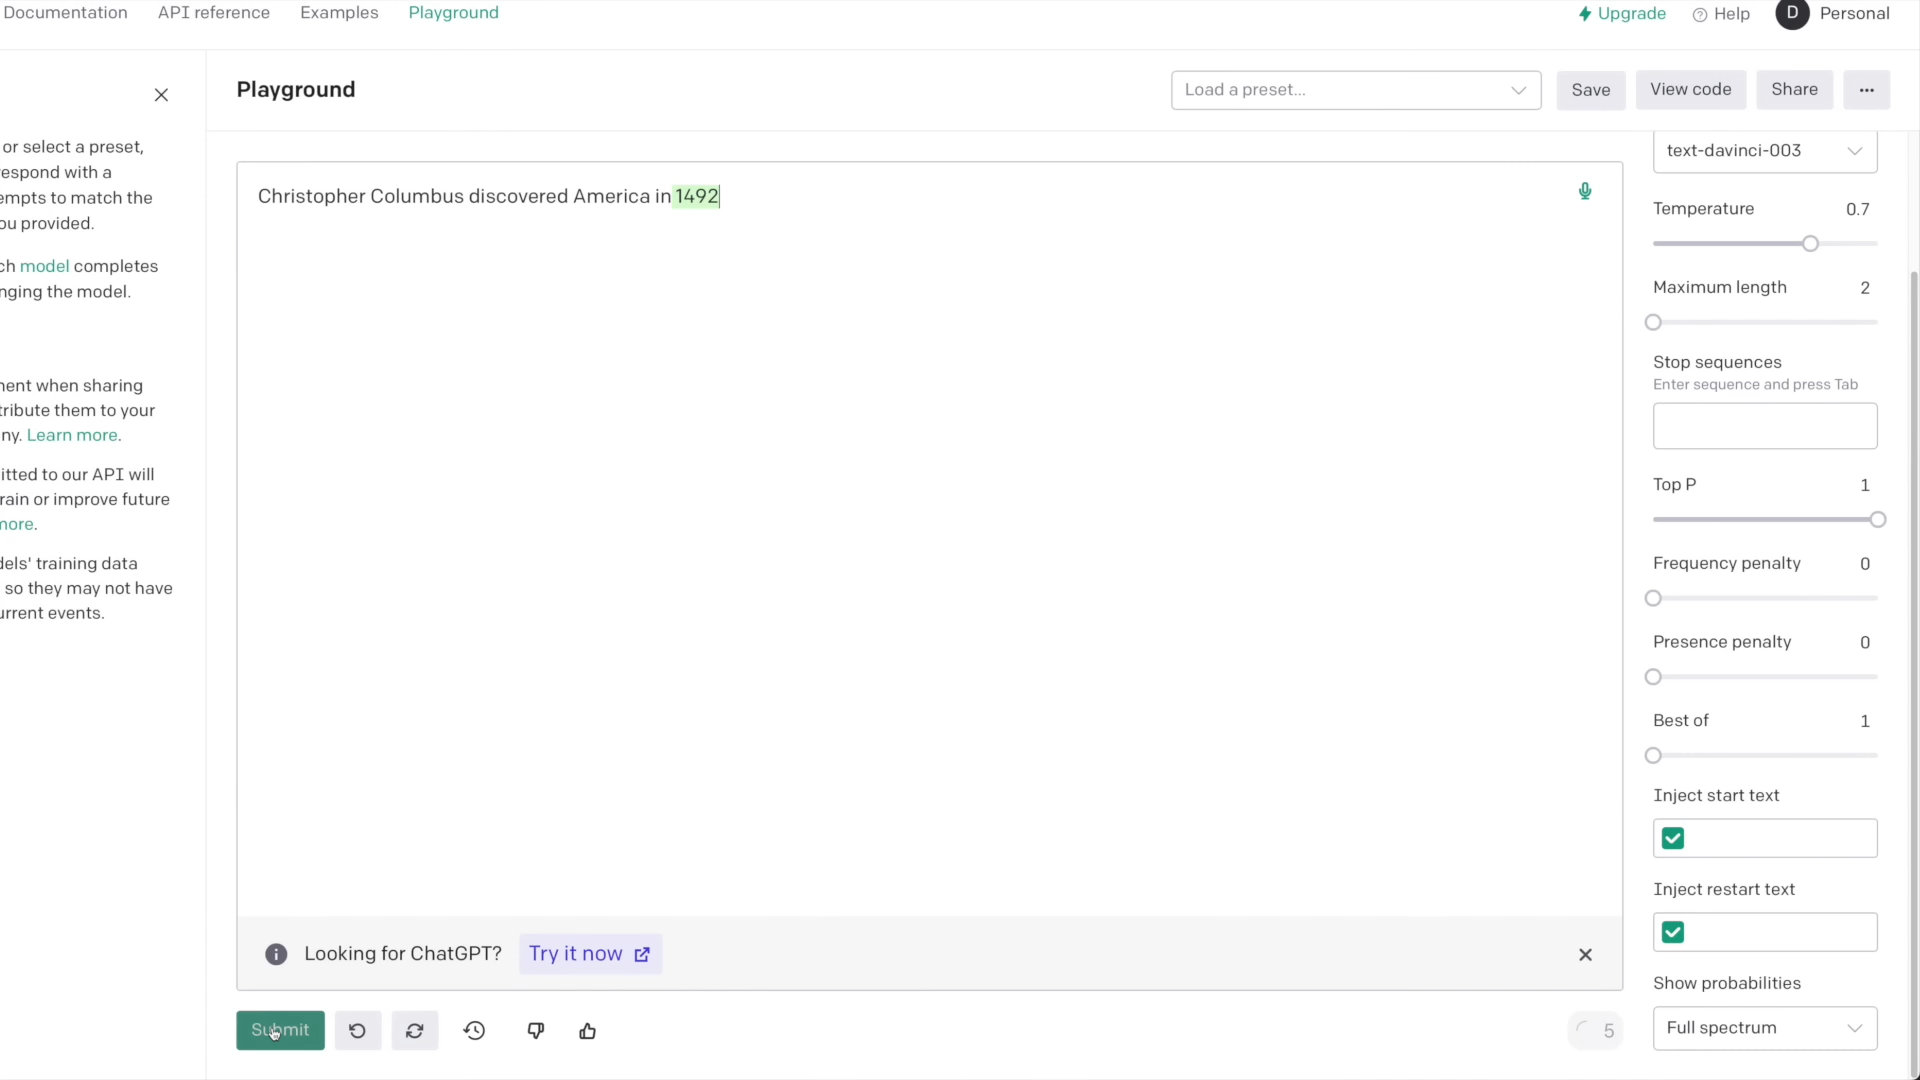 Documentation API reference Examples Playground Upgrade Help D Personal
Playground Load a preset... Save View code Share ...
or select a preset,
espond with a
empts to match the
ou provided.
ch model completes
nging the model.
nent when sharing
tribute them to your
ny. Learn more.
itted to our API will
rain or improve future
more.
dels' training data
so they may not have
urrent events.
Christopher Columbus discovered America in 1492
Looking for ChatGPT? Try it now
Submit
5
text-davinci-003
Temperature 0.7
Maximum length 2
Stop sequences
Enter sequence and press Tab
Top P 1
Frequency penalty 0
Presence penalty 0
Best of 1
Inject start text
Inject restart text
Show probabilities
Full spectrum